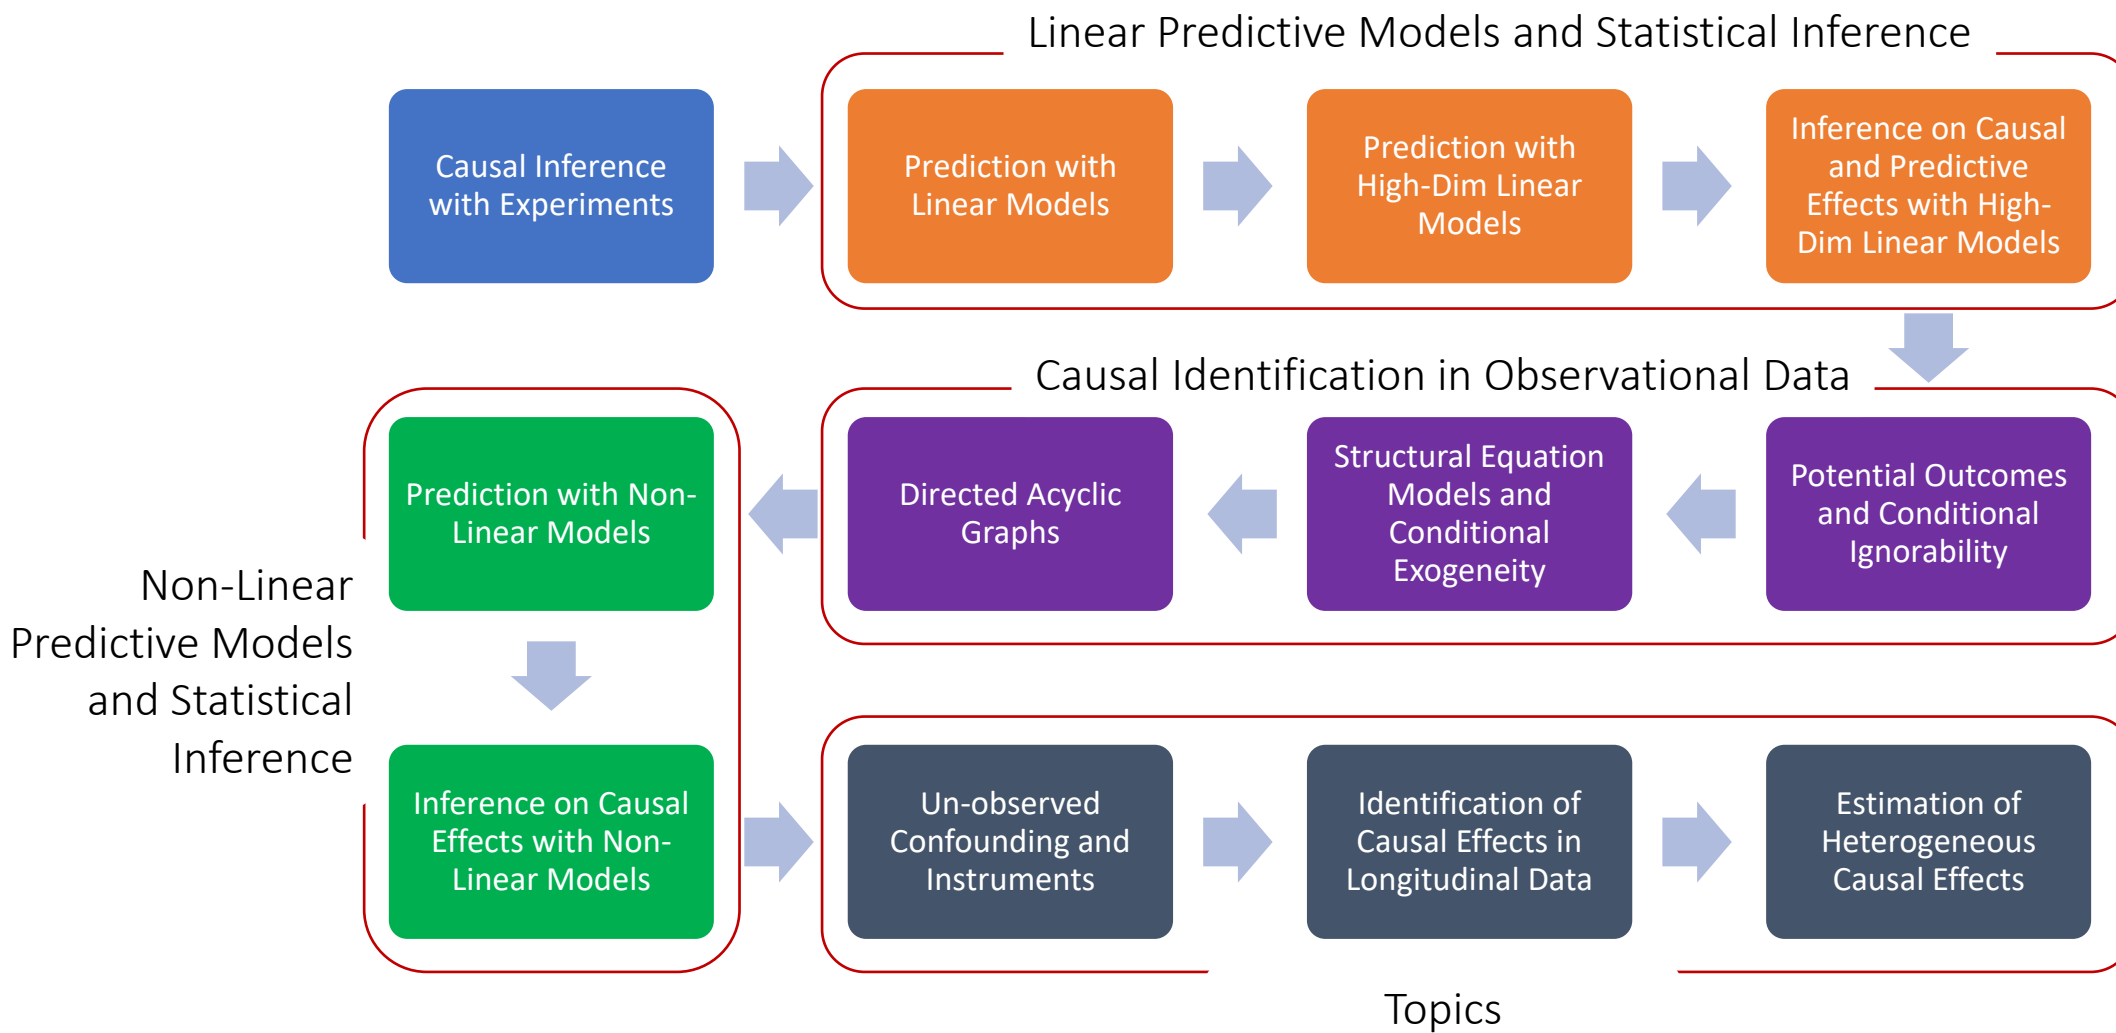 Linear Predictive Models and Statistical Inference
Causal Inference
with Experiments
Prediction with
Linear Models
Prediction with
High-Dim Linear
Models
Inference on Causal
and Predictive
Effects with High-
Dim Linear Models
Causal Identification in Observational Data
Potential Outcomes
and Conditional
Ignorability
Structural Equation
Models and
Conditional
Exogeneity
Directed Acyclic
Graphs
Prediction with Non-
Linear Models
Non-Linear
Predictive Models
and Statistical
Inference
Inference on Causal
Effects with Non-
Linear Models
Un-observed
Confounding and
Instruments
Identification of
Causal Effects in
Longitudinal Data
Estimation of
Heterogeneous
Causal Effects
Topics